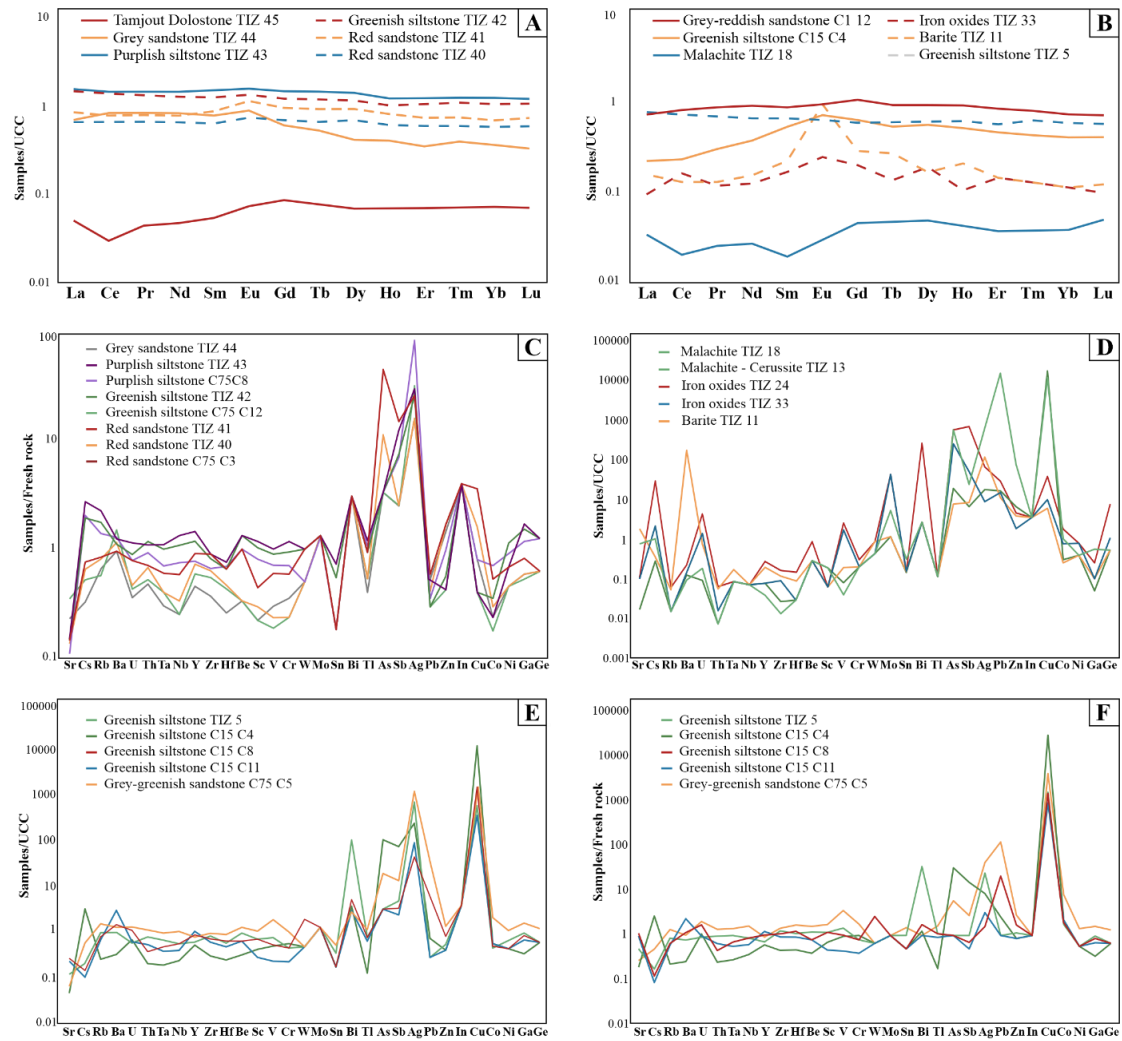 10
1
0.1
0.01
Samples/UCC
A
Tamjout Dolostone TIZ 45
Grey sandstone TIZ 44
Purplish siltstone TIZ 43
Greenish siltstone TIZ 42
Red sandstone TIZ 41
Red sandstone TIZ 40
La Ce Pr Nd Sm Eu Gd Tb Dy Ho Er Tm Yb Lu
10
1
0.1
0.01
Samples/UCC
B
Grey-reddish sandstone C1 12
Greenish siltstone C15 C4
Malachite TIZ 18
Iron oxides TIZ 33
Barite TIZ 11
Greenish siltstone TIZ 5
La Ce Pr Nd Sm Eu Gd Tb Dy Ho Er Tm Yb Lu
100
10
1
0.1
Samples/Fresh rock
C
Grey sandstone TIZ 44
Purplish siltstone TIZ 43
Purplish siltstone C75C8
Greenish siltstone TIZ 42
Greenish siltstone C75 C12
Red sandstone TIZ 41
Red sandstone TIZ 40
Red sandstone C75 C3
Sr Cs Rb Ba U Th Ta Nb Y Zr Hf Be Sc V Cr W Mo Sn Bi Tl As Sb Ag Pb Zn In Cu Co Ni Ga Ge
100000
10000
1000
100
10
1
0.1
0.01
0.001
Samples/UCC
D
Malachite TIZ 18
Malachite - Cerussite TIZ 13
Iron oxides TIZ 24
Iron oxides TIZ 33
Barite TIZ 11
Sr Cs Rb Ba U Th Ta Nb Y Zr Hf Be Sc V Cr W Mo Sn Bi Tl As Sb Ag Pb Zn In Cu Co Ni Ga Ge
100000
10000
1000
100
10
1
0.1
0.01
Samples/UCC
E
Greenish siltstone TIZ 5
Greenish siltstone C15 C4
Greenish siltstone C15 C8
Greenish siltstone C15 C11
Grey-greenish sandstone C75 C5
Sr Cs Rb Ba U Th Ta Nb Y Zr Hf Be Sc V Cr W Mo Sn Bi Tl As Sb Ag Pb Zn In Cu Co Ni Ga Ge
100000
10000
1000
100
10
1
0.1
0.01
Samples/Fresh rock
F
Greenish siltstone TIZ 5
Greenish siltstone C15 C4
Greenish siltstone C15 C8
Greenish siltstone C15 C11
Grey-greenish sandstone C75 C5
Sr Cs Rb Ba U Th Ta Nb Y Zr Hf Be Sc V Cr W Mo Sn Bi Tl As Sb Ag Pb Zn In Cu Co Ni Ga Ge